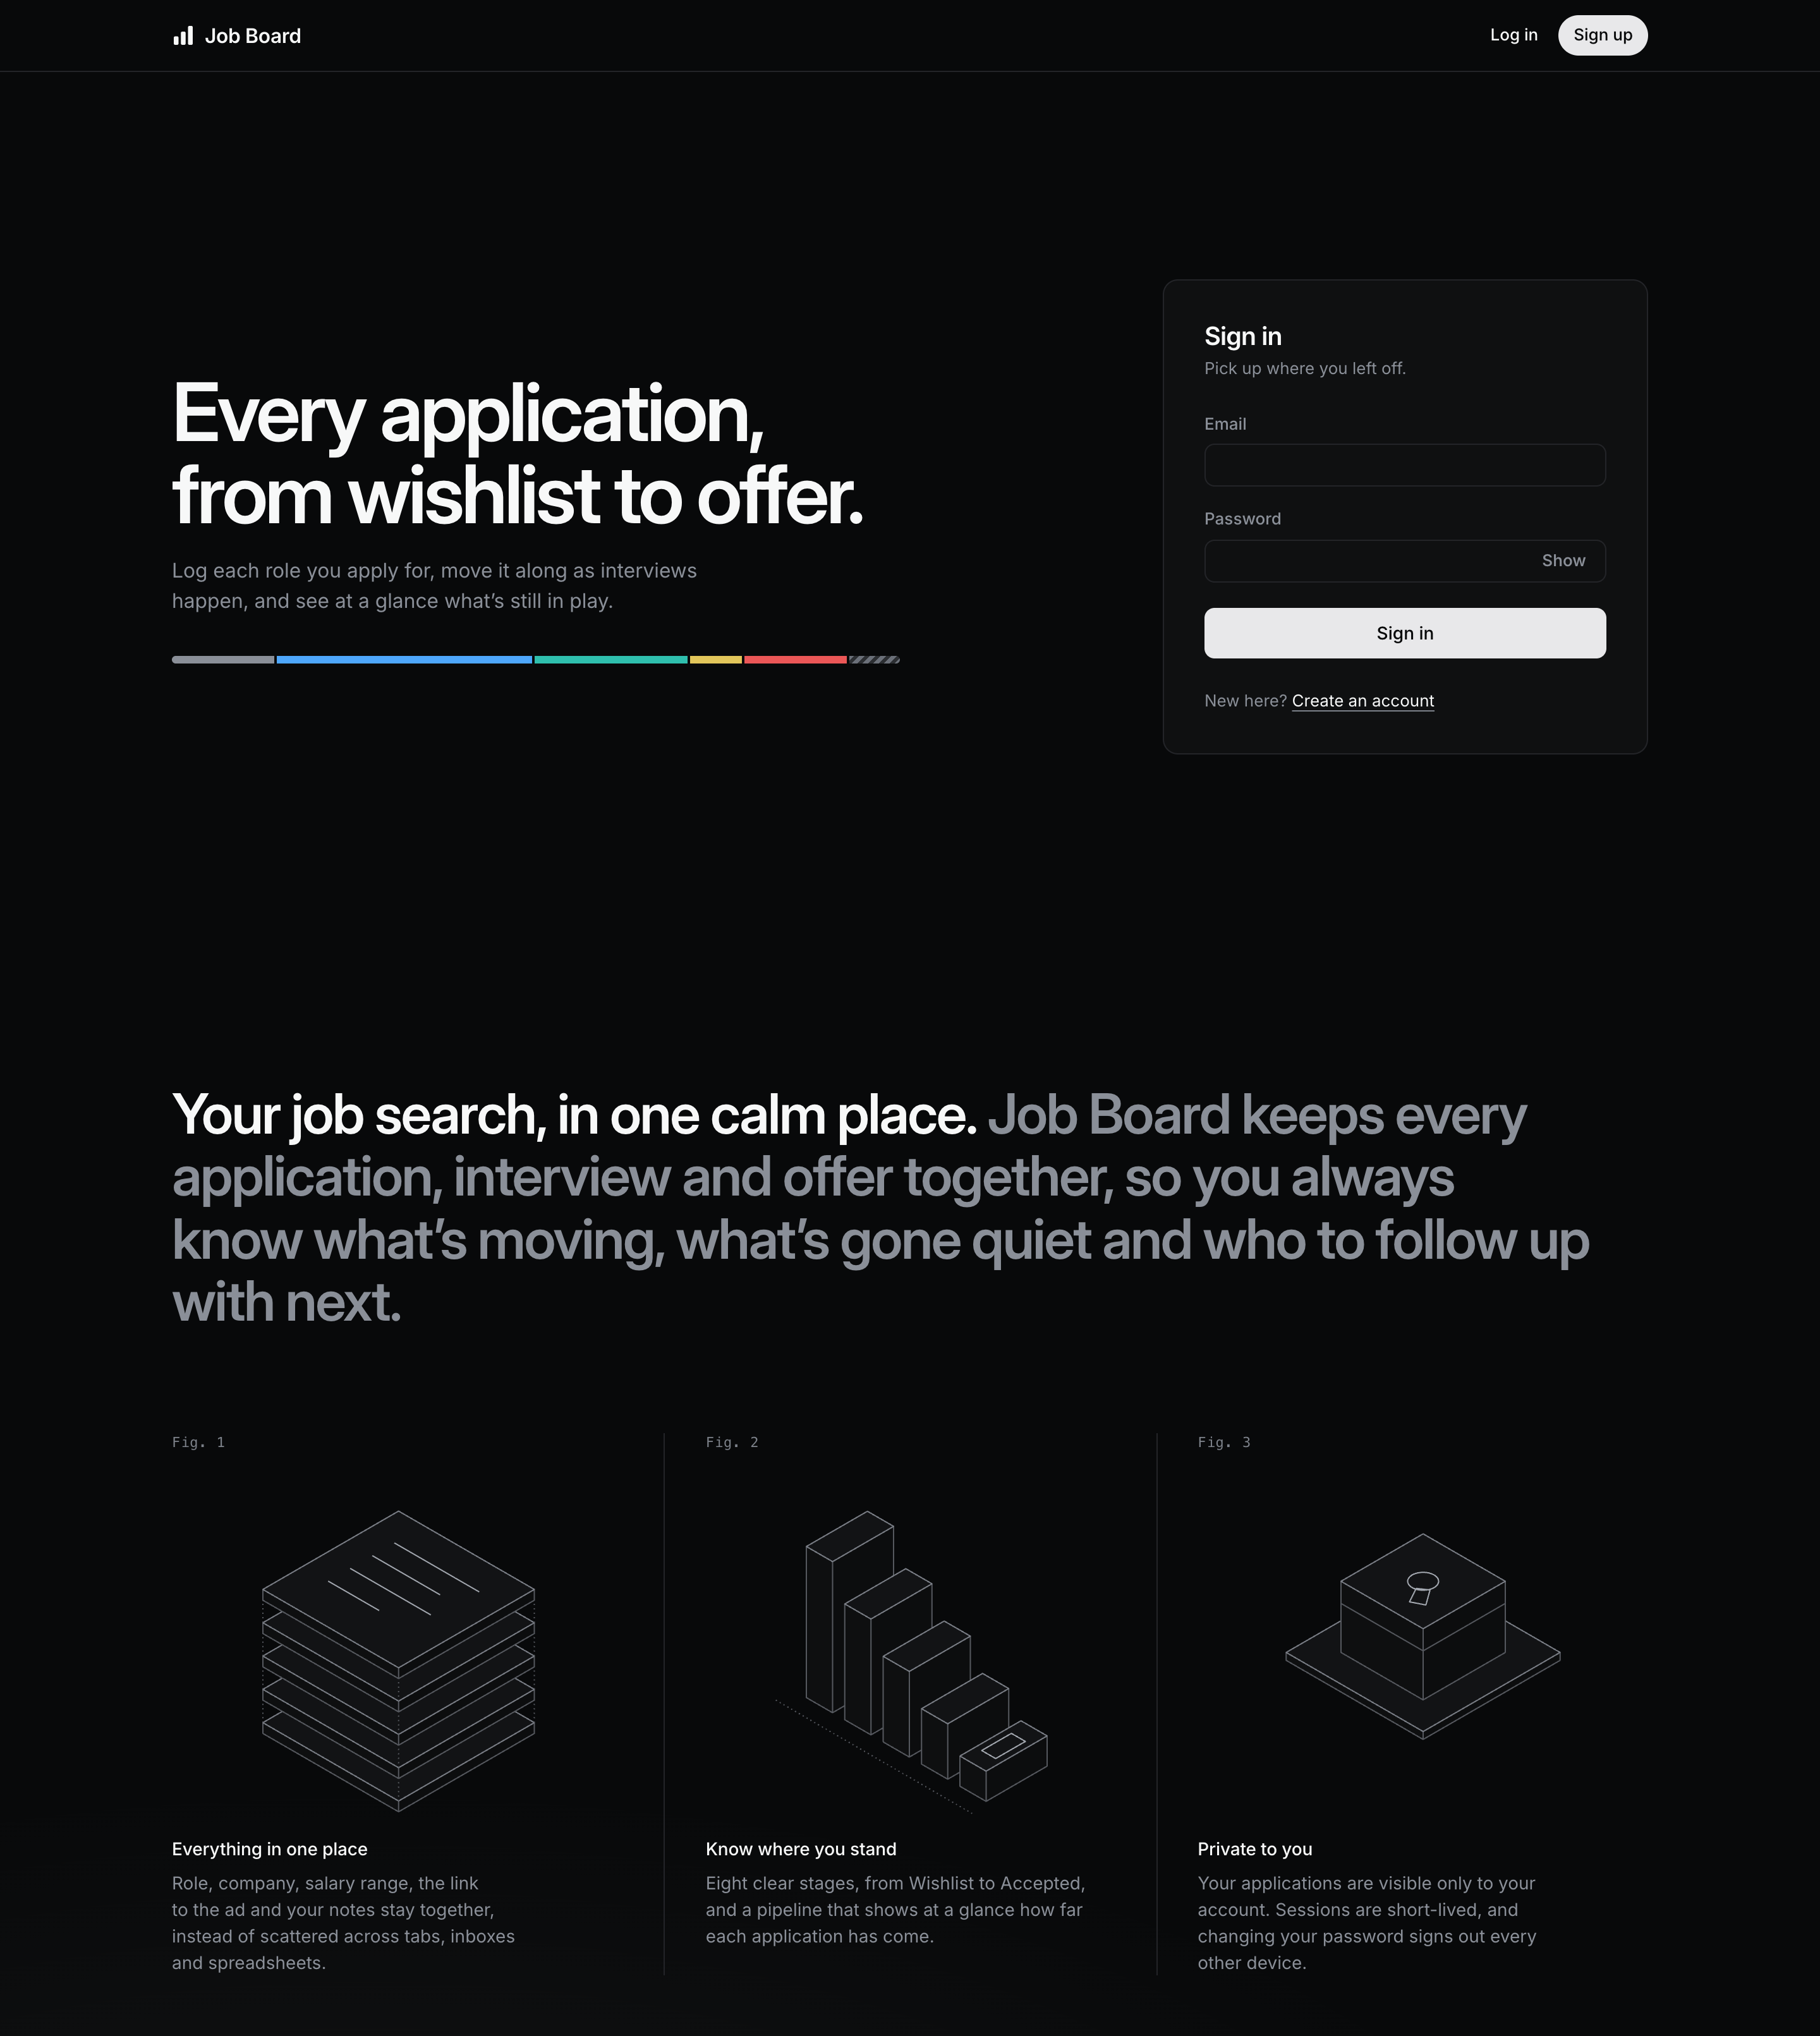 Job Board
Log in
Sign up
Every application,
from wishlist to offer.
Log each role you apply for, move it along as interviews
happen, and see at a glance what’s still in play.
Sign in
Pick up where you left off.
Email
Password
Show
Sign in
New here? Create an account
Your job search, in one calm place. Job Board keeps every
application, interview and offer together, so you always
know what’s moving, what’s gone quiet and who to follow up
with next.
Fig. 1
Everything in one place
Role, company, salary range, the link
to the ad and your notes stay together,
instead of scattered across tabs, inboxes
and spreadsheets.
Fig. 2
Know where you stand
Eight clear stages, from Wishlist to Accepted,
and a pipeline that shows at a glance how far
each application has come.
Fig. 3
Private to you
Your applications are visible only to your
account. Sessions are short-lived, and
changing your password signs out every
other device.